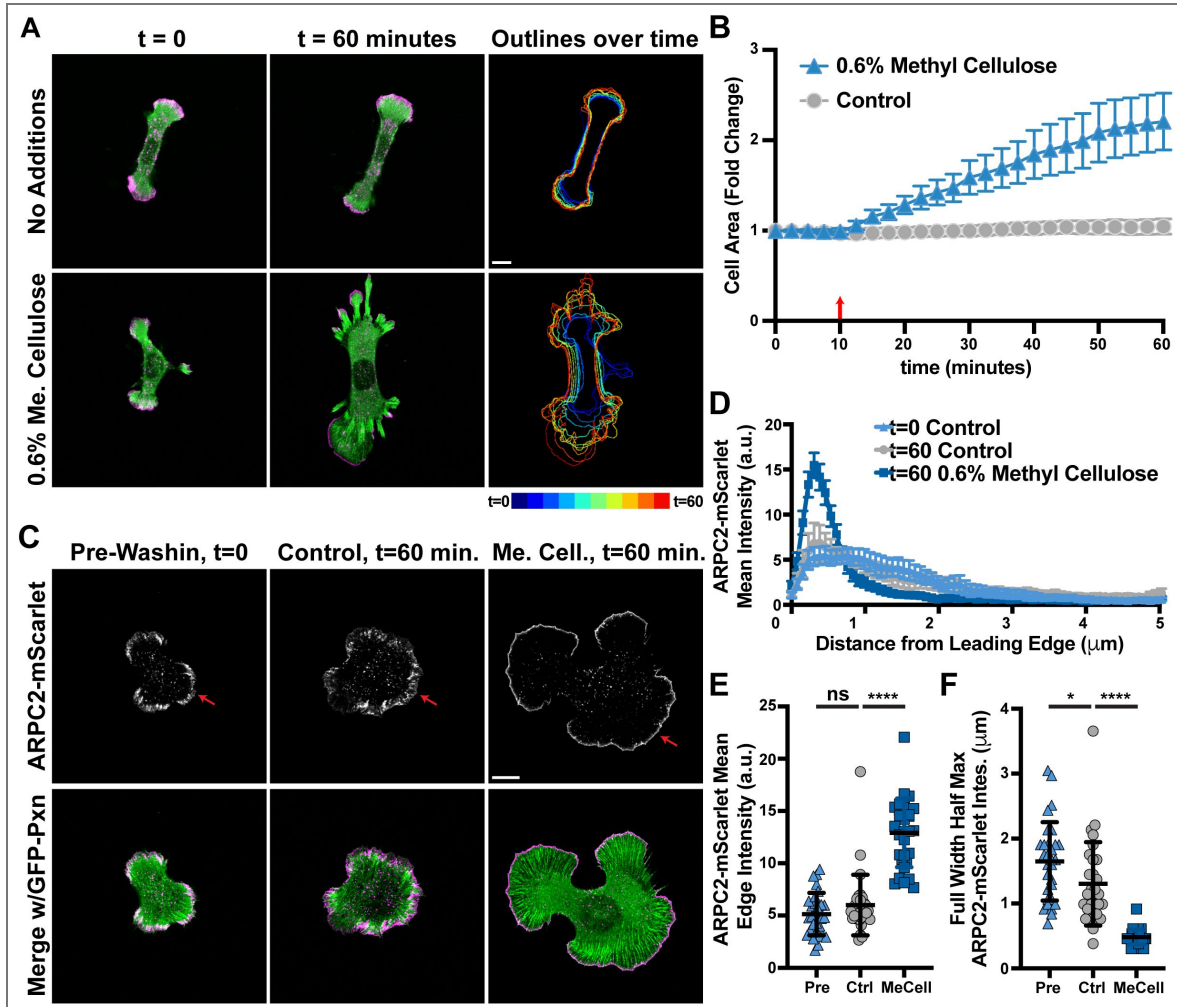 A
t = 0
t = 60 minutes
Outlines over time
No Additions
0.6% Me. Cellulose
t=0
t=60
B
3
2
1
0
Cell Area (Fold Change)
0.6% Methyl Cellulose
Control
0 10 20 30 40 50 60
time (minutes)
C
Pre-Washin, t=0
Control, t=60 min.
Me. Cell., t=60 min.
ARPC2-mScarlet
Merge w/GFP-Pxn
D
20
15
10
5
0
ARPC2-mScarlet
Mean Intensity (a.u.)
t=0 Control
t=60 Control
t=60 0.6% Methyl Cellulose
0 1 2 3 4 5
Distance from Leading Edge (μm)
E
25
20
15
10
5
0
ARPC2-mScarlet Mean
Edge Intensity (a.u.)
ns
****
Pre Ctrl MeCell
F
4
3
2
1
0
Full Width Half Max
ARPC2-mScarlet Intes. (μm)
*
****
Pre Ctrl MeCell